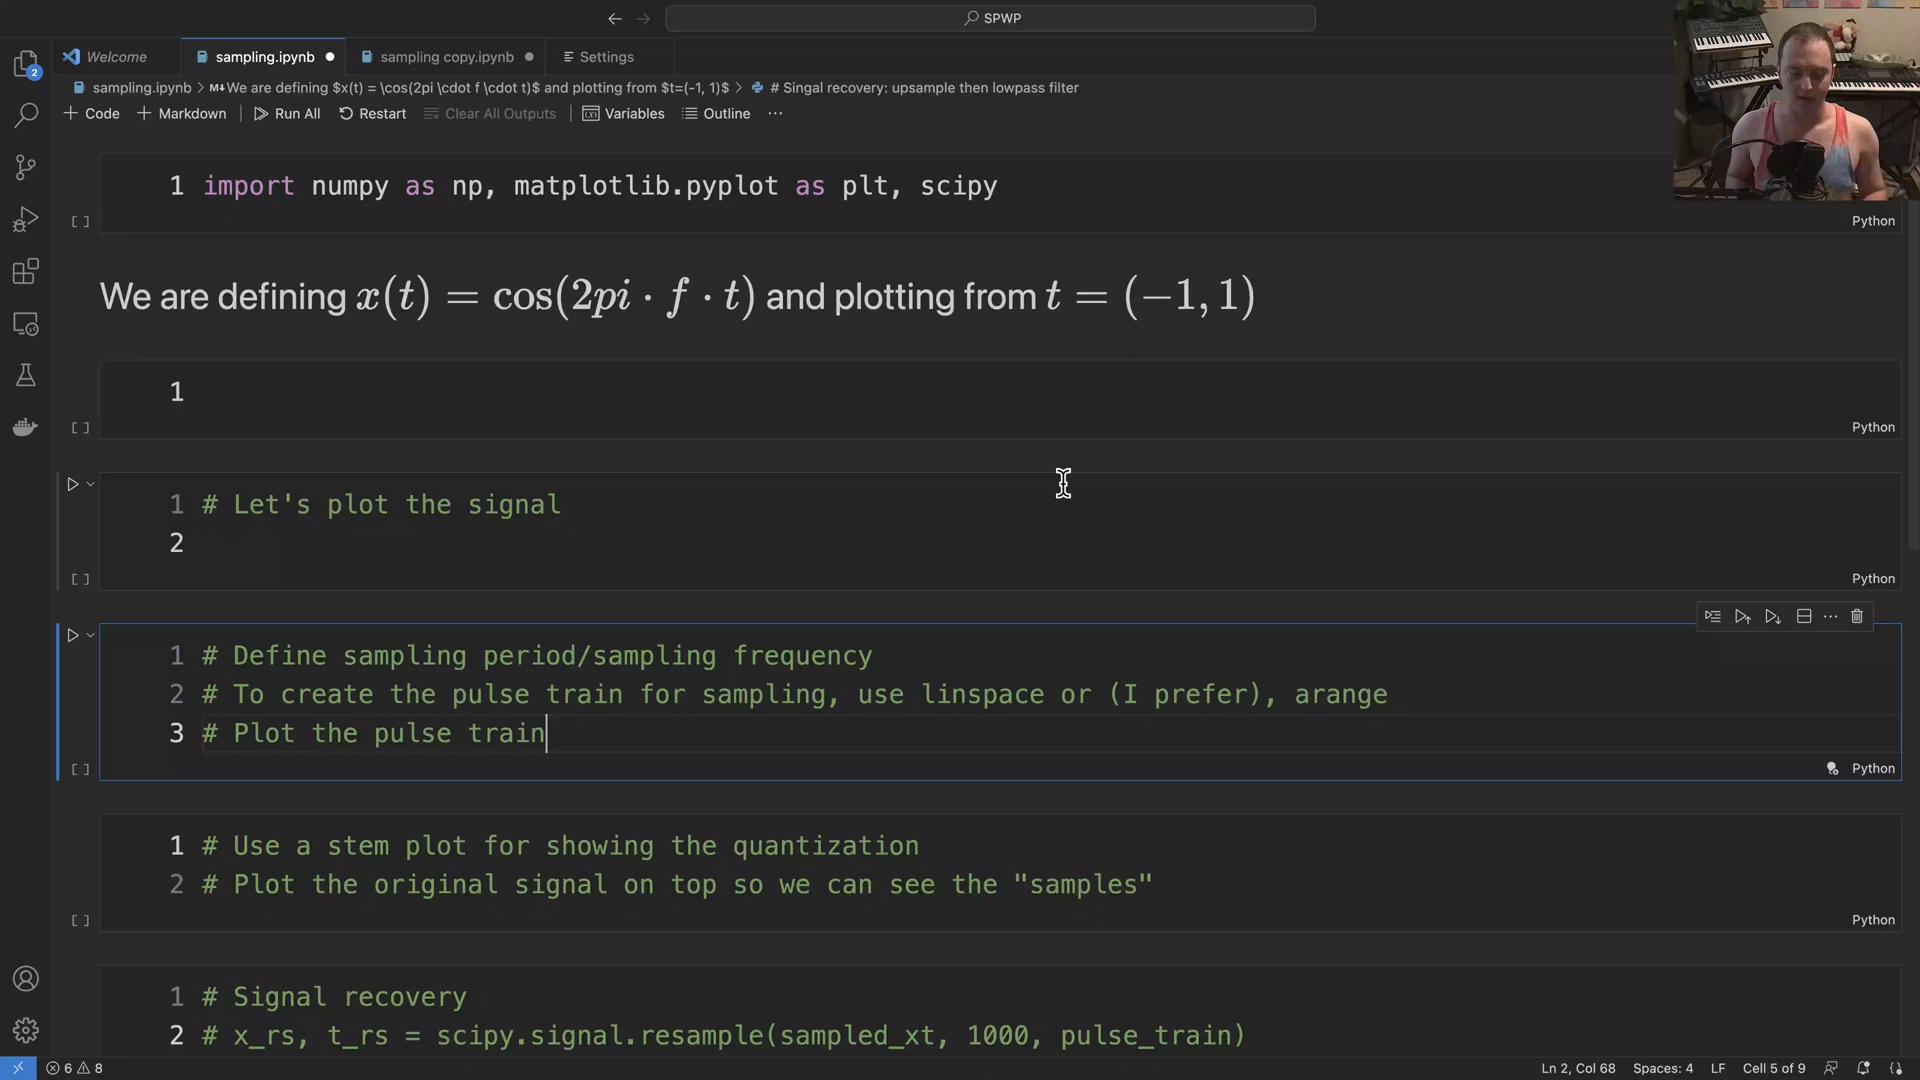 SPWP
Welcome
sampling.ipynb
sampling copy.ipynb
Settings
sampling.ipynb > M↓We are defining $x(t) = \cos(2pi \cdot f \cdot t)$ and plotting from $t=(-1, 1)$ > # Singal recovery: upsample then lowpass filter
+ Code + Markdown Run All Restart Clear All Outputs Variables Outline ...
1 import numpy as np, matplotlib.pyplot as plt, scipy
[ ] Python
We are defining x(t) = cos(2pi · f · t) and plotting from t = (−1, 1)
1
[ ] Python
1 # Let's plot the signal
2
[ ] Python
1 # Define sampling period/sampling frequency
2 # To create the pulse train for sampling, use linspace or (I prefer), arange
3 # Plot the pulse train
[ ] Python
1 # Use a stem plot for showing the quantization
2 # Plot the original signal on top so we can see the "samples"
[ ] Python
1 # Signal recovery
2 # x_rs, t_rs = scipy.signal.resample(sampled_xt, 1000, pulse_train)
2
6 8 Ln 2, Col 68 Spaces: 4 LF Cell 5 of 9